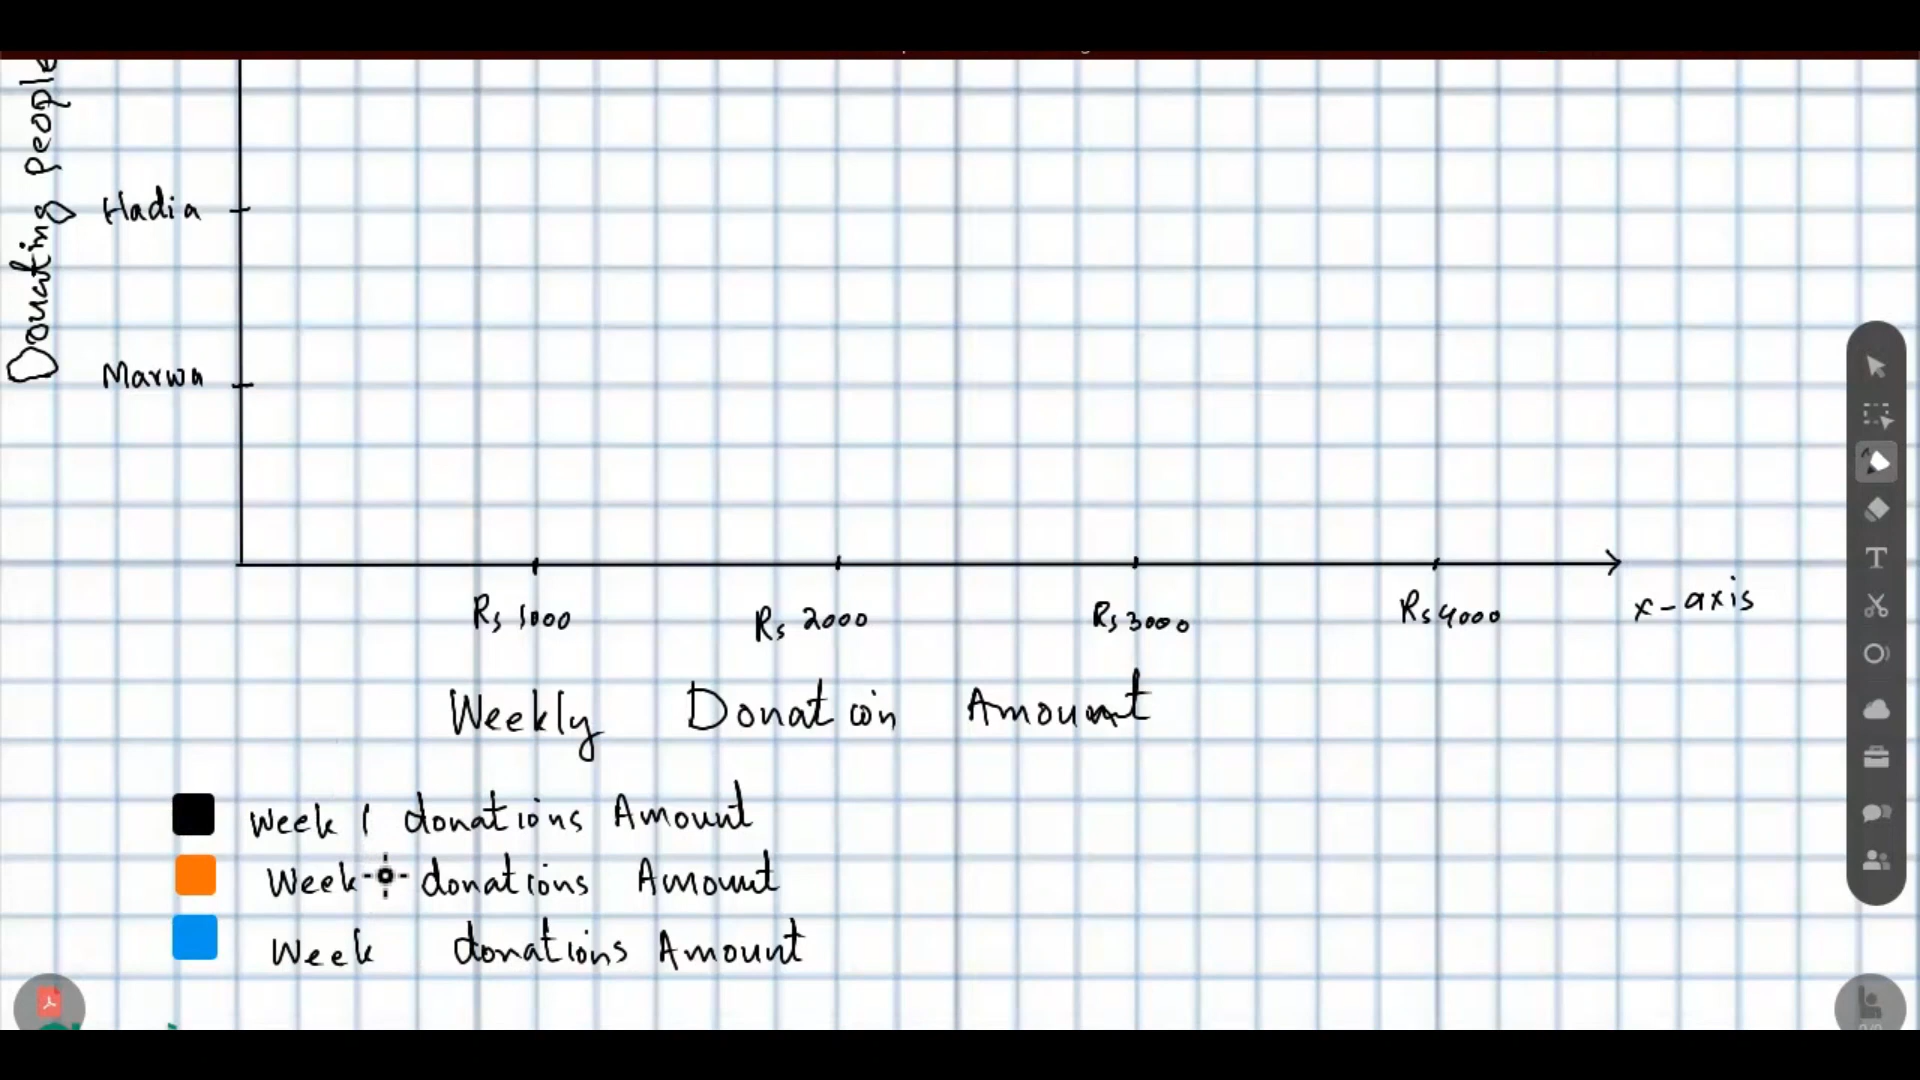 Donating People
Hadia
Marwa
Rs 1000 Rs 2000 Rs 3000 Rs 4000 x-axis
Weekly Donation Amount
Week 1 donations Amount
Week donations Amount
Week donations Amount
T